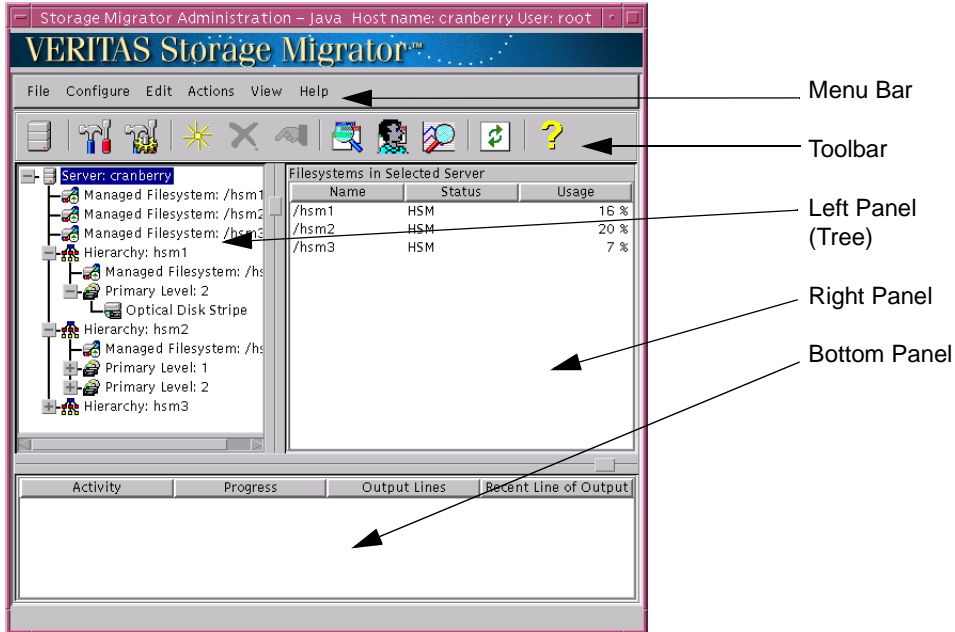 Storage Migrator Administration – Java Host name: cranberry User: root
VERITAS Storage Migrator™
File Configure Edit Actions View Help
Menu Bar
Toolbar
Server: cranberry
Managed Filesystem: /hsm1
Managed Filesystem: /hsm2
Managed Filesystem: /hsm3
Hierarchy: hsm1
Managed Filesystem: /hs
Primary Level: 2
Optical Disk Stripe
Hierarchy: hsm2
Managed Filesystem: /hs
Primary Level: 1
Primary Level: 2
Hierarchy: hsm3
Filesystems in Selected Server
Name Status Usage
/hsm1 HSM 16 %
/hsm2 HSM 20 %
/hsm3 HSM 7 %
Left Panel
(Tree)
Right Panel
Bottom Panel
Activity Progress Output Lines Recent Line of Output